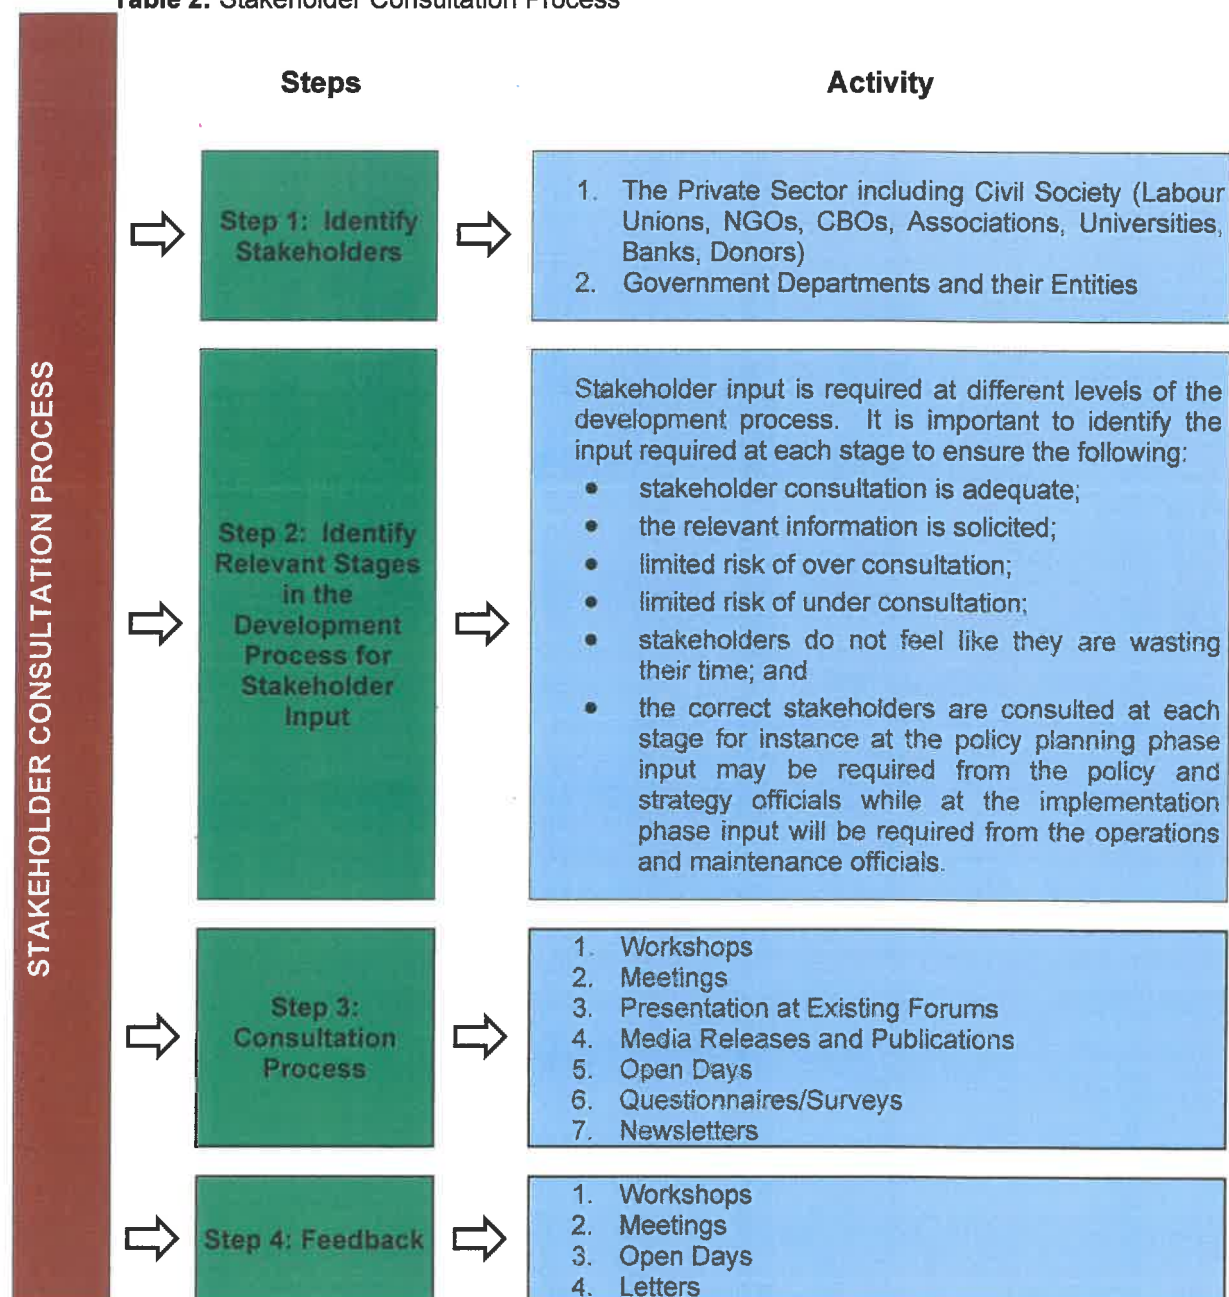 Table 2: Stakeholder Consultation Process
Steps
Activity
STAKEHOLDER CONSULTATION PROCESS
Step 1: Identify
Stakeholders
1. The Private Sector including Civil Society (Labour
Unions, NGOs, CBOs, Associations, Universities,
Banks, Donors)
2. Government Departments and their Entities
Step 2: Identify
Relevant Stages
in the
Development
Process for
Stakeholder
Input
Stakeholder input is required at different levels of the
development process. It is important to identify the
input required at each stage to ensure the following:
• stakeholder consultation is adequate;
• the relevant information is solicited;
• limited risk of over consultation;
• limited risk of under consultation;
• stakeholders do not feel like they are wasting
their time; and
• the correct stakeholders are consulted at each
stage for instance at the policy planning phase
input may be required from the policy and
strategy officials while at the implementation
phase input will be required from the operations
and maintenance officials.
Step 3:
Consultation
Process
1. Workshops
2. Meetings
3. Presentation at Existing Forums
4. Media Releases and Publications
5. Open Days
6. Questionnaires/Surveys
7. Newsletters
Step 4: Feedback
1. Workshops
2. Meetings
3. Open Days
4. Letters